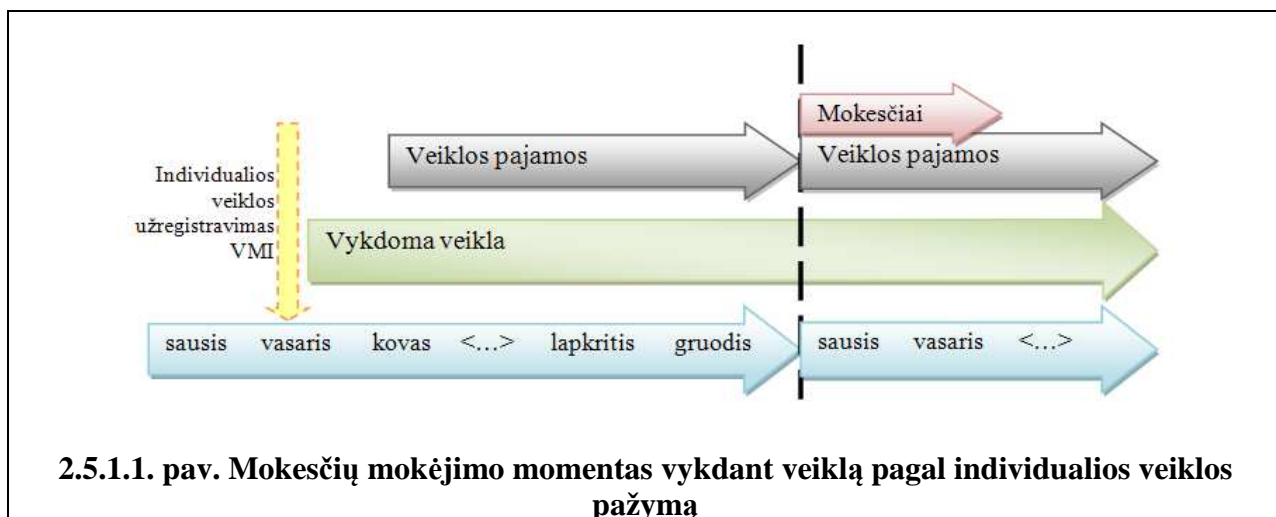 Mokesčiai
Veiklos pajamos
Veiklos pajamos
Individualios
veiklos
užregistravimas
VMI
Vykdoma veikla
sausis vasaris kovas <...> lapkritis gruodis
sausis vasaris <...>
2.5.1.1. pav. Mokesčių mokėjimo momentas vykdant veiklą pagal individualios veiklos
pažymą